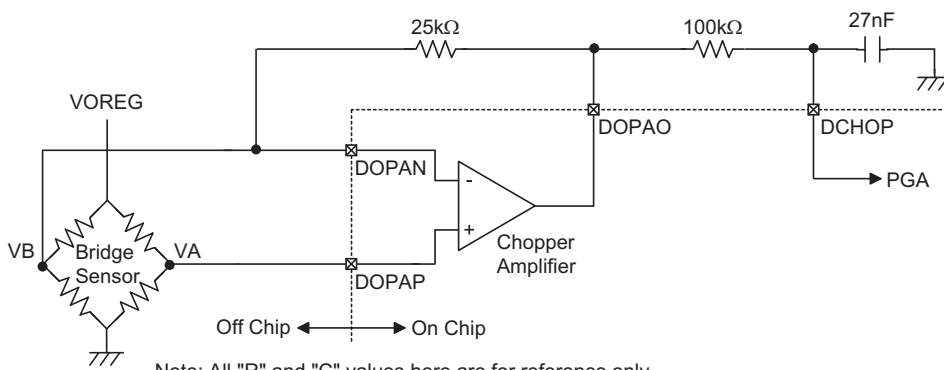 25kΩ
100kΩ
27nF
VOREG
DOPAO
DCHOP
DOPAN
-
PGA
+
VB
Bridge
Sensor
VA
Chopper
Amplifier
DOPAP
Off Chip
On Chip
Note: All "R" and "C" values here are for reference only